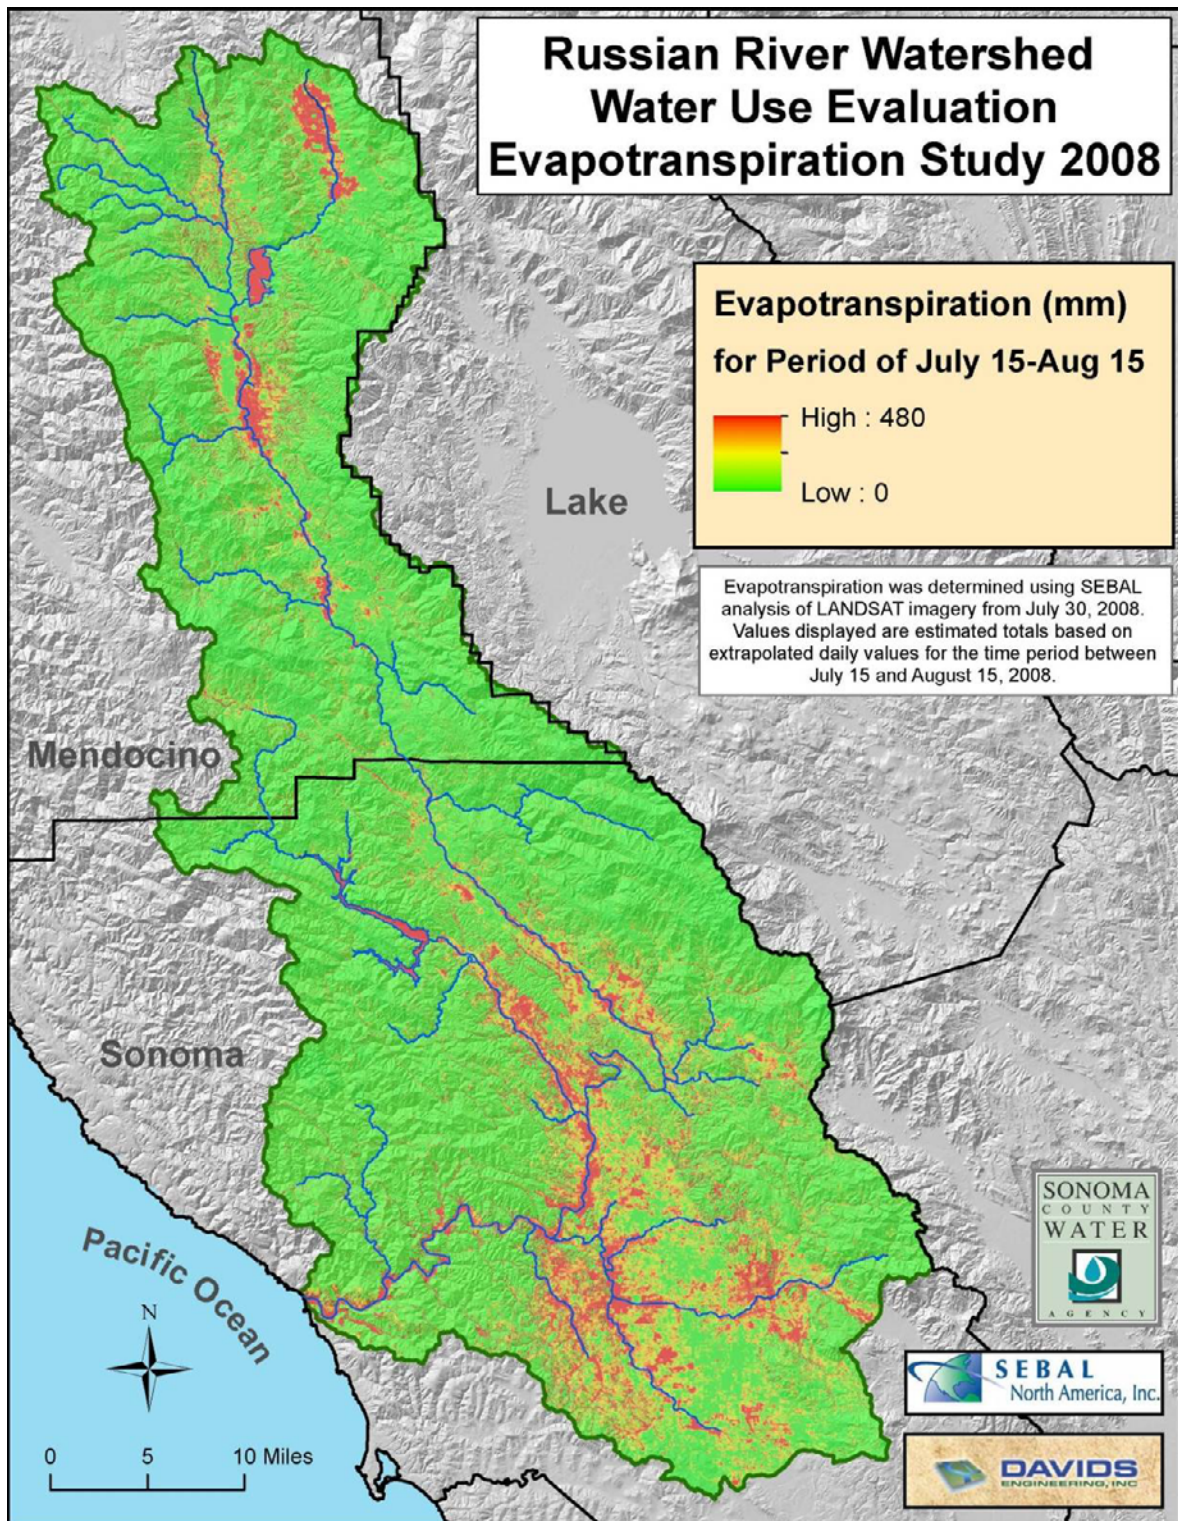 Russian River Watershed
Water Use Evaluation
Evapotranspiration Study 2008
Evapotranspiration (mm)
for Period of July 15-Aug 15
High : 480
Low : 0
Lake
Evapotranspiration was determined using SEBAL
analysis of LANDSAT imagery from July 30, 2008.
Values displayed are estimated totals based on
extrapolated daily values for the time period between
July 15 and August 15, 2008.
Mendocino
Sonoma
Pacific Ocean
N
0 5 10 Miles
SONOMA
COUNTY
WATER
AGENCY
SEBAL
North America, Inc.
DAVIDS
ENGINEERING, INC